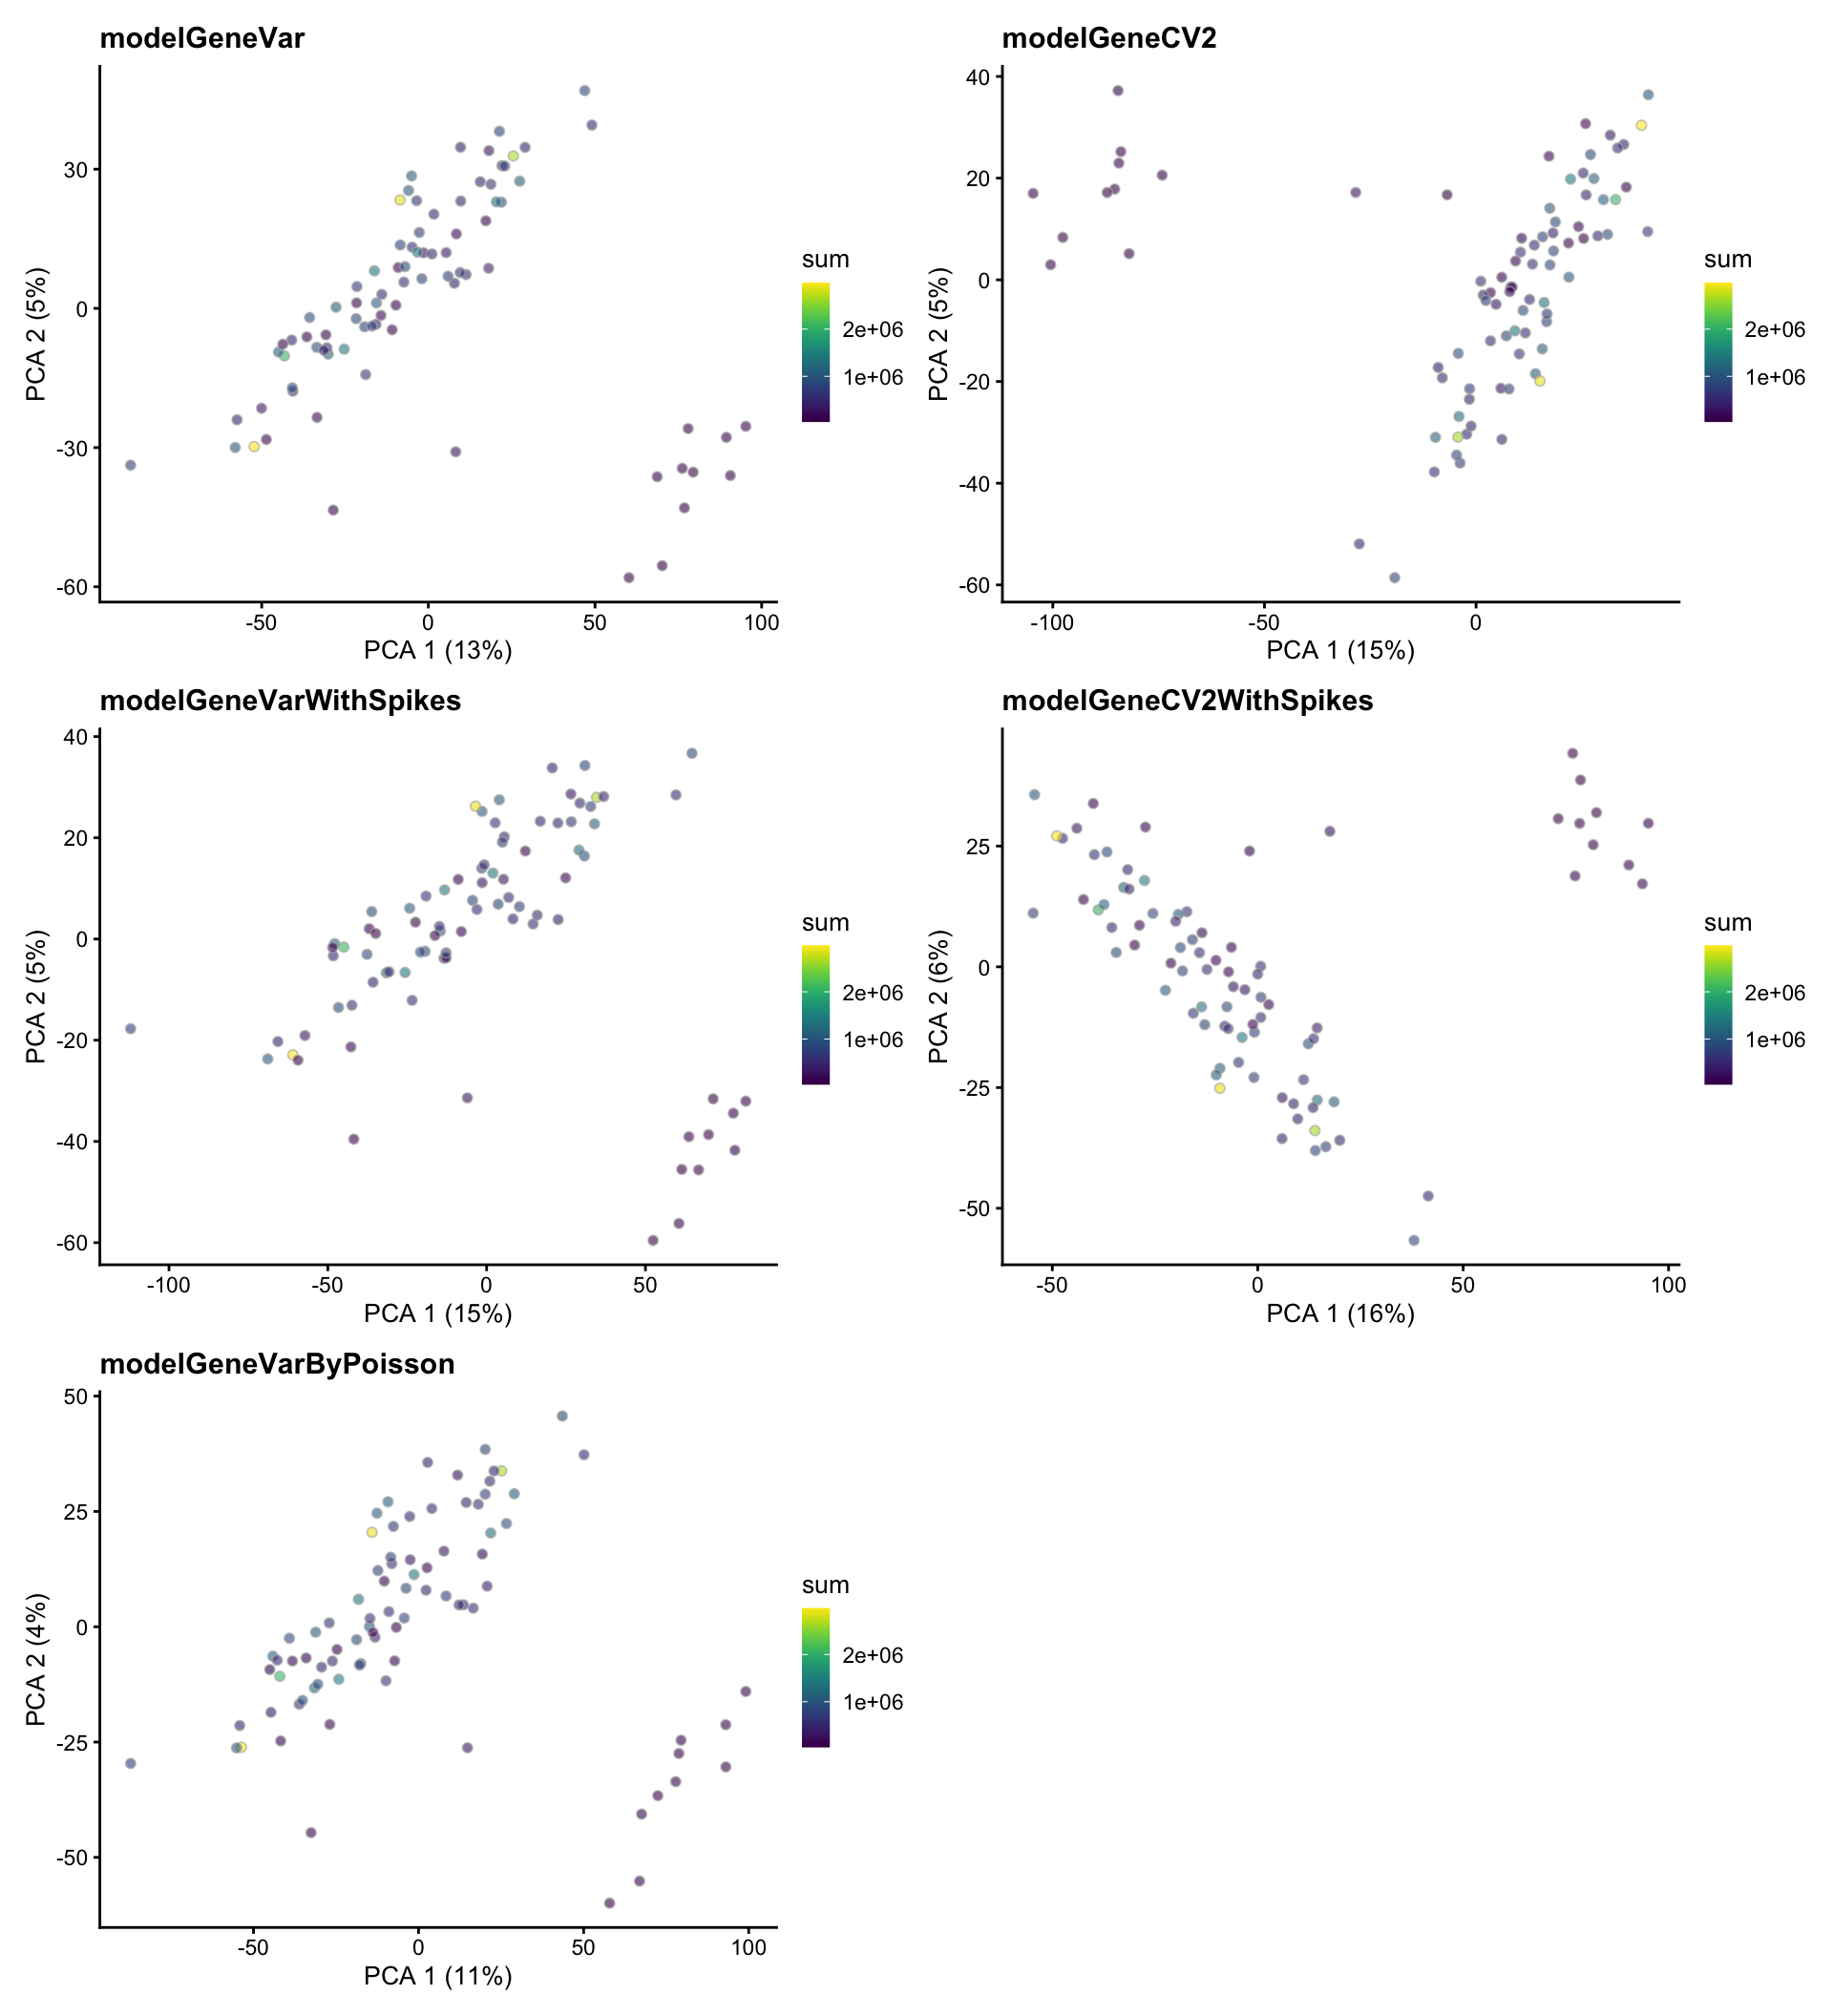 modelGeneVar
30
0
-30
-60
-50
0
50
100
PCA 1 (13%)
PCA 2 (5%)
sum
2e+06
1e+06
modelGeneCV2
40
20
0
-20
-40
-60
-100
-50
0
PCA 1 (15%)
PCA 2 (5%)
sum
2e+06
1e+06
modelGeneVarWithSpikes
40
20
0
-20
-40
-60
-100
-50
0
50
PCA 1 (15%)
PCA 2 (5%)
sum
2e+06
1e+06
modelGeneCV2WithSpikes
25
0
-25
-50
-50
0
50
100
PCA 1 (16%)
PCA 2 (6%)
sum
2e+06
1e+06
modelGeneVarByPoisson
50
25
0
-25
-50
-50
0
50
100
PCA 1 (11%)
PCA 2 (4%)
sum
2e+06
1e+06